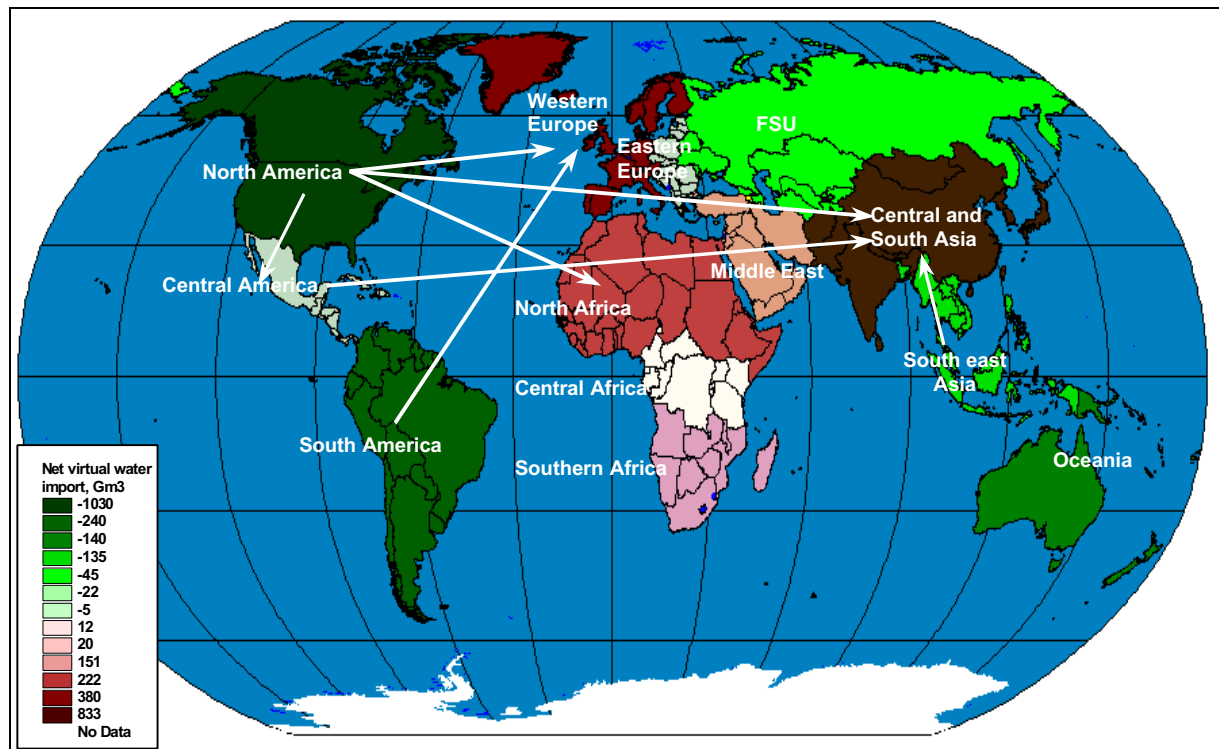 Western
Europe
FSU
Eastern
Europe
North America
Central and
South Asia
Central America
Middle East
North Africa
South east
Asia
Central Africa
South America
Southern Africa
Oceania
Net virtual water
import, Gm3
-1030
-240
-140
-135
-45
-22
-5
12
20
151
222
380
833
No Data